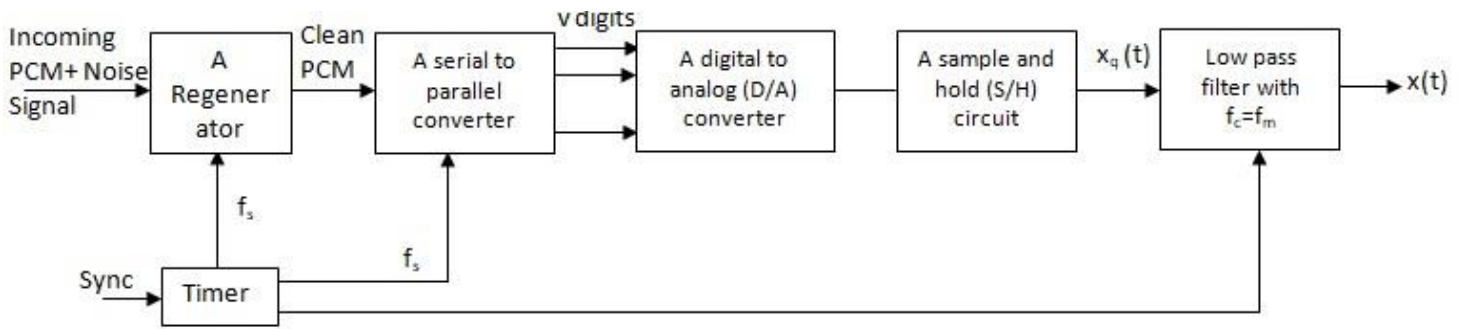 Incoming
PCM+ Noise
Signal
A
Regener
ator
Clean
PCM
A serial to
parallel
converter
v digits
A digital to
analog (D/A)
converter
A sample and
hold (S/H)
circuit
xq (t)
Low pass
filter with
fc=fm
x(t)
fs
fs
Sync
Timer